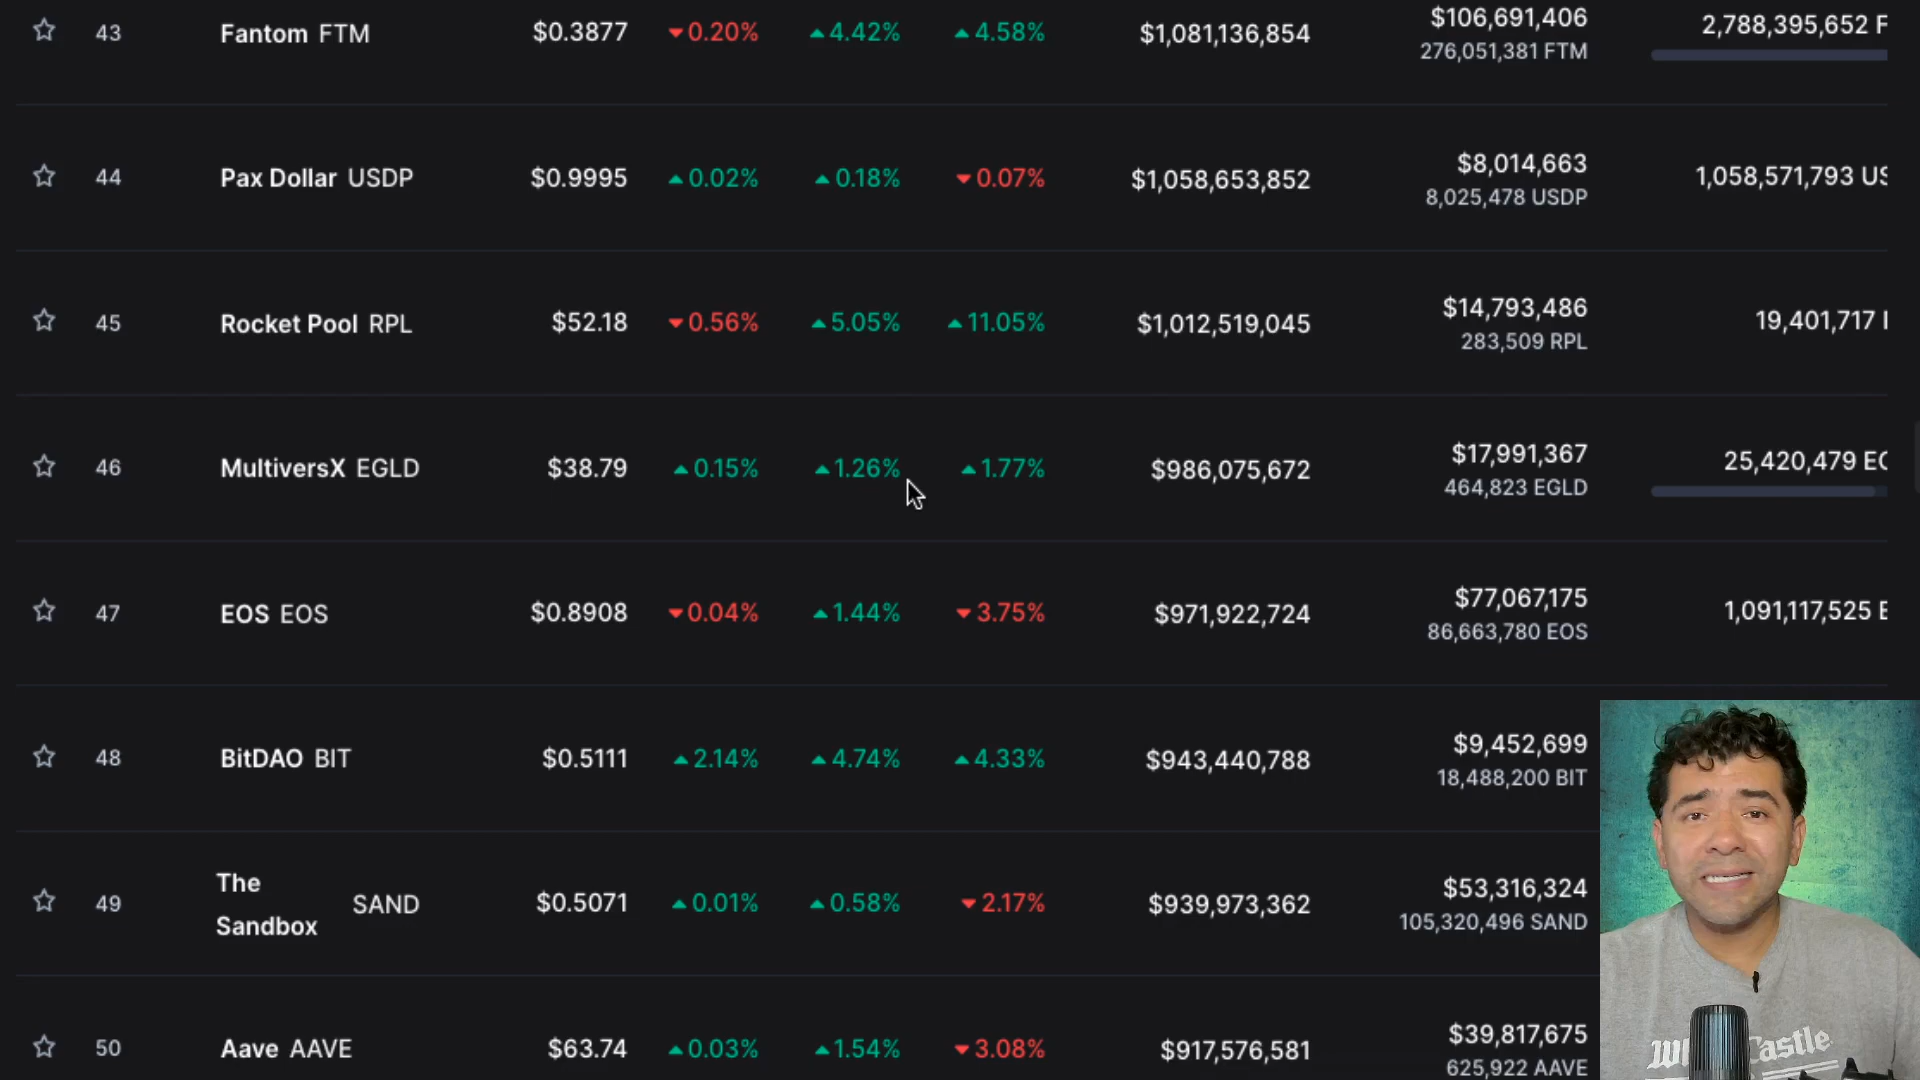 43 Fantom FTM $0.3877 0.20% 4.42% 4.58% $1,081,136,854 $106,691,406 2,788,395,652 F
276,051,381 FTM
44 Pax Dollar USDP $0.9995 0.02% 0.18% 0.07% $1,058,653,852 $8,014,663 1,058,571,793 US
8,025,478 USDP
45 Rocket Pool RPL $52.18 0.56% 5.05% 11.05% $1,012,519,045 $14,793,486 19,401,717
283,509 RPL
46 MultiversX EGLD $38.79 0.15% 1.26% 1.77% $986,075,672 $17,991,367 25,420,479 EG
464,823 EGLD
47 EOS EOS $0.8908 0.04% 1.44% 3.75% $971,922,724 $77,067,175 1,091,117,525 E
86,663,780 EOS
48 BitDAO BIT $0.5111 2.14% 4.74% 4.33% $943,440,788 $9,452,699
18,488,200 BIT
49 The Sandbox SAND $0.5071 0.01% 0.58% 2.17% $939,973,362 $53,316,324
105,320,496 SAND
50 Aave AAVE $63.74 0.03% 1.54% 3.08% $917,576,581 $39,817,675
625,922 AAVE
Castle